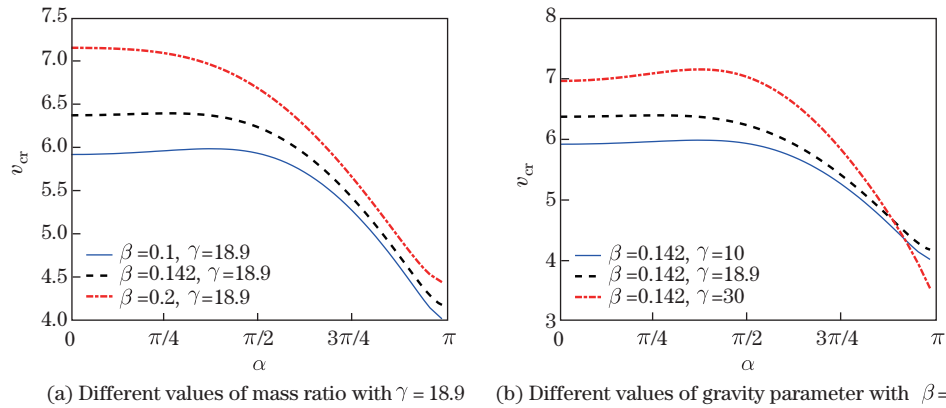 7.5
7.0
6.5
6.0
5.5
5.0
4.5
4.0
v_cr
β=0.1, γ=18.9
β=0.142, γ=18.9
β=0.2, γ=18.9
0
π/4
π/2
3π/4
π
α
(a) Different values of mass ratio with γ = 18.9
8
7
6
5
4
3
v_cr
β=0.142, γ=10
β=0.142, γ=18.9
β=0.142, γ=30
0
π/4
π/2
3π/4
π
α
(b) Different values of gravity parameter with β=